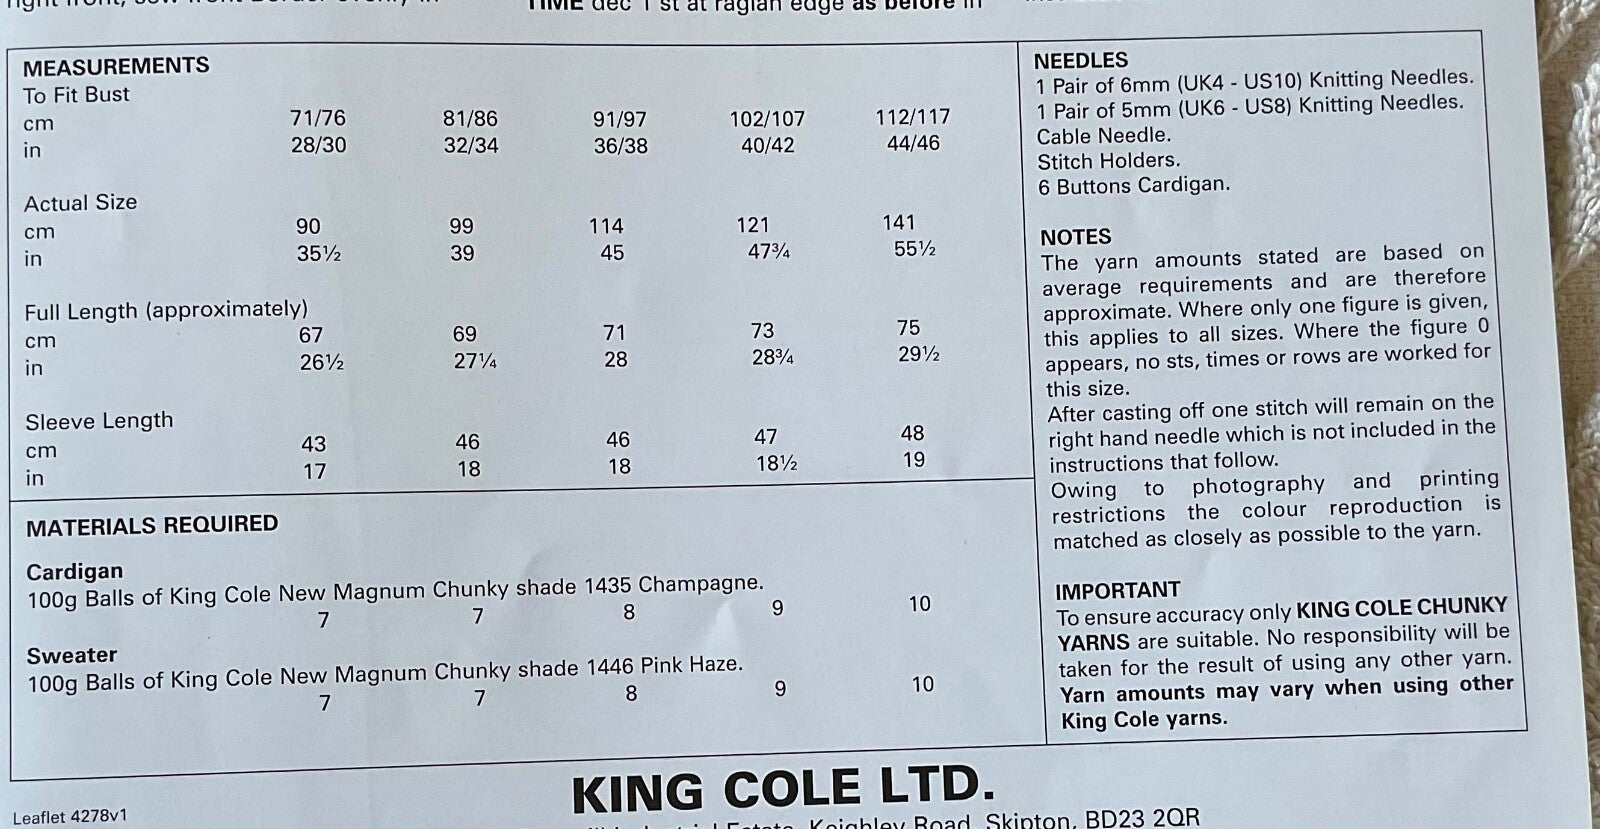 TIME dec 1 st at raglan edge as before in
MEASUREMENTS
To Fit Bust
cm 71/76 81/86 91/97 102/107 112/117
in 28/30 32/34 36/38 40/42 44/46
Actual Size
cm 90 99 114 121 141
in 35½ 39 45 47¾ 55½
Full Length (approximately)
cm 67 69 71 73 75
in 26½ 27¼ 28 28¾ 29½
Sleeve Length
cm 43 46 46 47 48
in 17 18 18 18½ 19
MATERIALS REQUIRED
Cardigan
100g Balls of King Cole New Magnum Chunky shade 1435 Champagne.
7 7 8 9 10
Sweater
100g Balls of King Cole New Magnum Chunky shade 1446 Pink Haze.
7 7 8 9 10
NEEDLES
1 Pair of 6mm (UK4 - US10) Knitting Needles.
1 Pair of 5mm (UK6 - US8) Knitting Needles.
Cable Needle.
Stitch Holders.
6 Buttons Cardigan.
NOTES
The yarn amounts stated are based on
average requirements and are therefore
approximate. Where only one figure is given,
this applies to all sizes. Where the figure 0
appears, no sts, times or rows are worked for
this size.
After casting off one stitch will remain on the
right hand needle which is not included in the
instructions that follow.
Owing to photography and printing
restrictions the colour reproduction is
matched as closely as possible to the yarn.
IMPORTANT
To ensure accuracy only KING COLE CHUNKY
YARNS are suitable. No responsibility will be
taken for the result of using any other yarn.
Yarn amounts may vary when using other
King Cole yarns.
KING COLE LTD.
Leaflet 4278v1
Estate, Keighley Road, Skipton, BD23 2QR